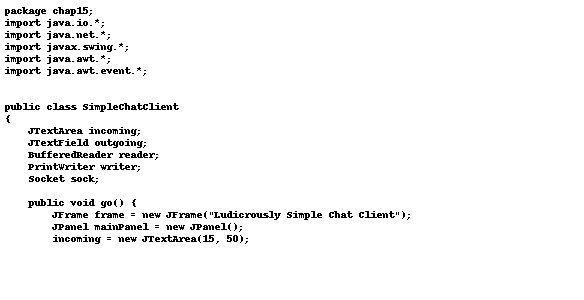 package chap15;
import java.io.*;
import java.net.*;
import javax.swing.*;
import java.awt.*;
import java.awt.event.*;
public class SimpleChatClient
{
JTextArea incoming;
JTextField outgoing;
BufferedReader reader;
PrintWriter writer;
Socket sock;
public void go() {
JFrame frame = new JFrame("Ludicrously Simple Chat Client");
JPanel mainPanel = new JPanel();
incoming = new JTextArea(15, 50);